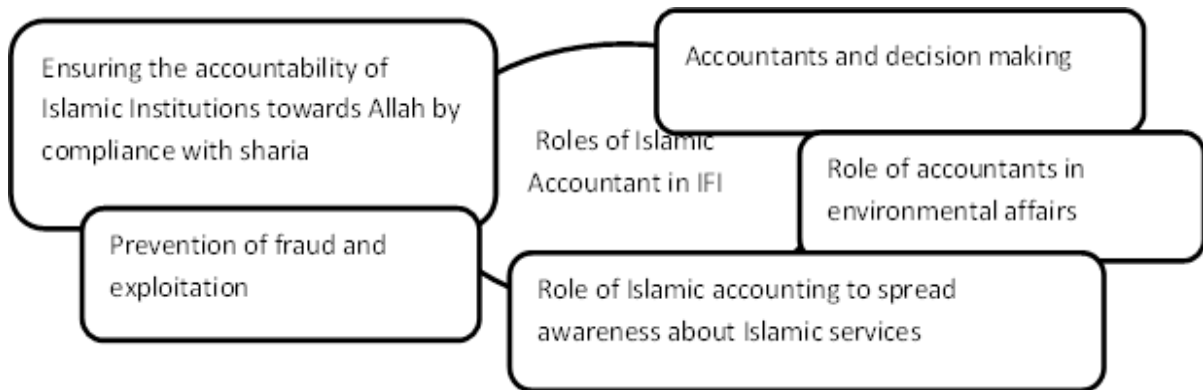 Ensuring the accountability of
Islamic Institutions towards Allah by
compliance with sharia
Accountants and decision making
Roles of Islamic
Accountant in IFI
Role of accountants in
environmental affairs
Prevention of fraud and
exploitation
Role of Islamic accounting to spread
awareness about Islamic services